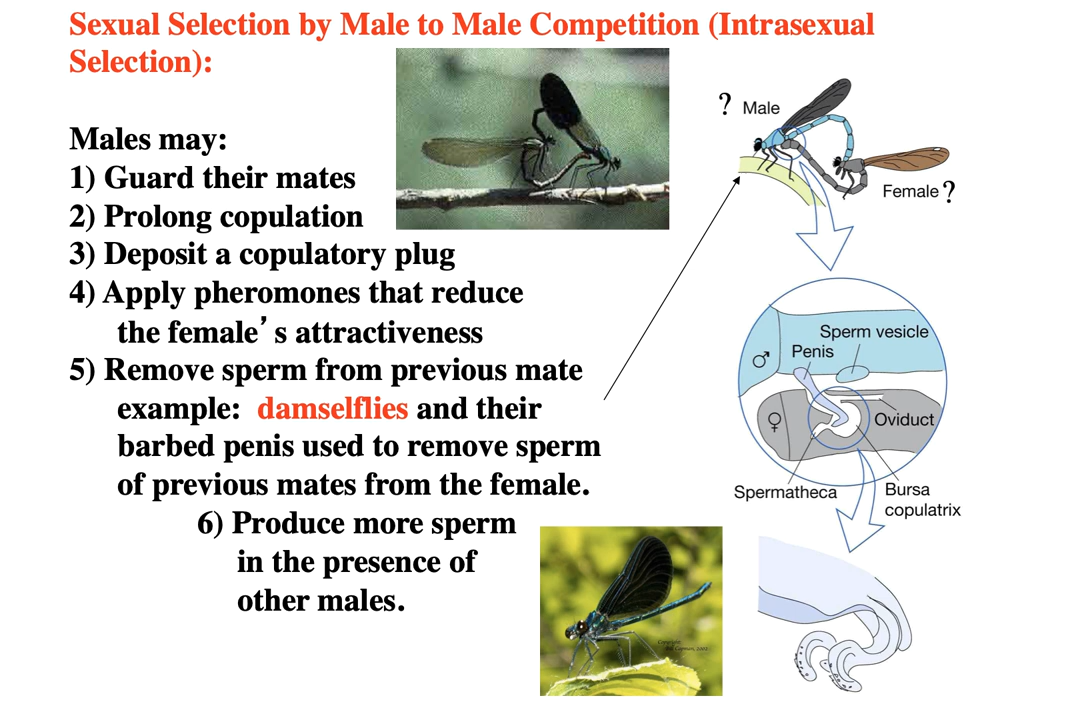 Sexual Selection by Male to Male Competition (Intrasexual
Selection):
Males may:
1) Guard their mates
2) Prolong copulation
3) Deposit a copulatory plug
4) Apply pheromones that reduce
the female's attractiveness
5) Remove sperm from previous mate
example: damselflies and their
barbed penis used to remove sperm
of previous mates from the female.
6) Produce more sperm
in the presence of
other males.
? Male
Female ?
Sperm vesicle
Penis
♂
♀
Oviduct
Spermatheca
Bursa
copulatrix